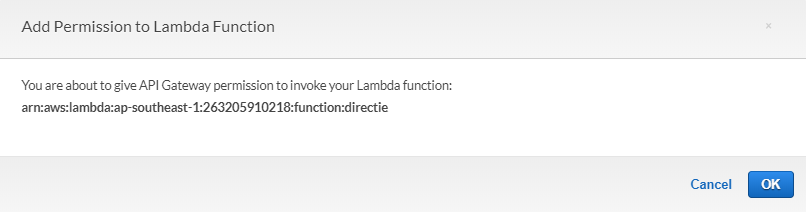 Add Permission to Lambda Function
×
You are about to give API Gateway permission to invoke your Lambda function:
arn:aws:lambda:ap-southeast-1:263205910218:function:directie
Cancel OK